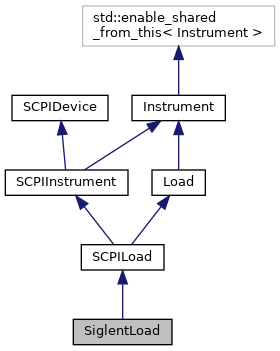 std::enable_shared
_from_this< Instrument >
SCPIDevice
Instrument
SCPIInstrument
Load
SCPILoad
SiglentLoad